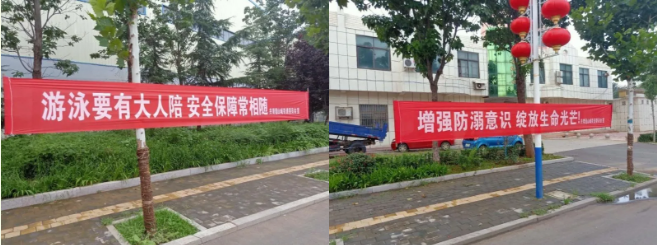 游泳要有大人陪 安全保障常相随
增强防溺意识 绽放生命光芒!